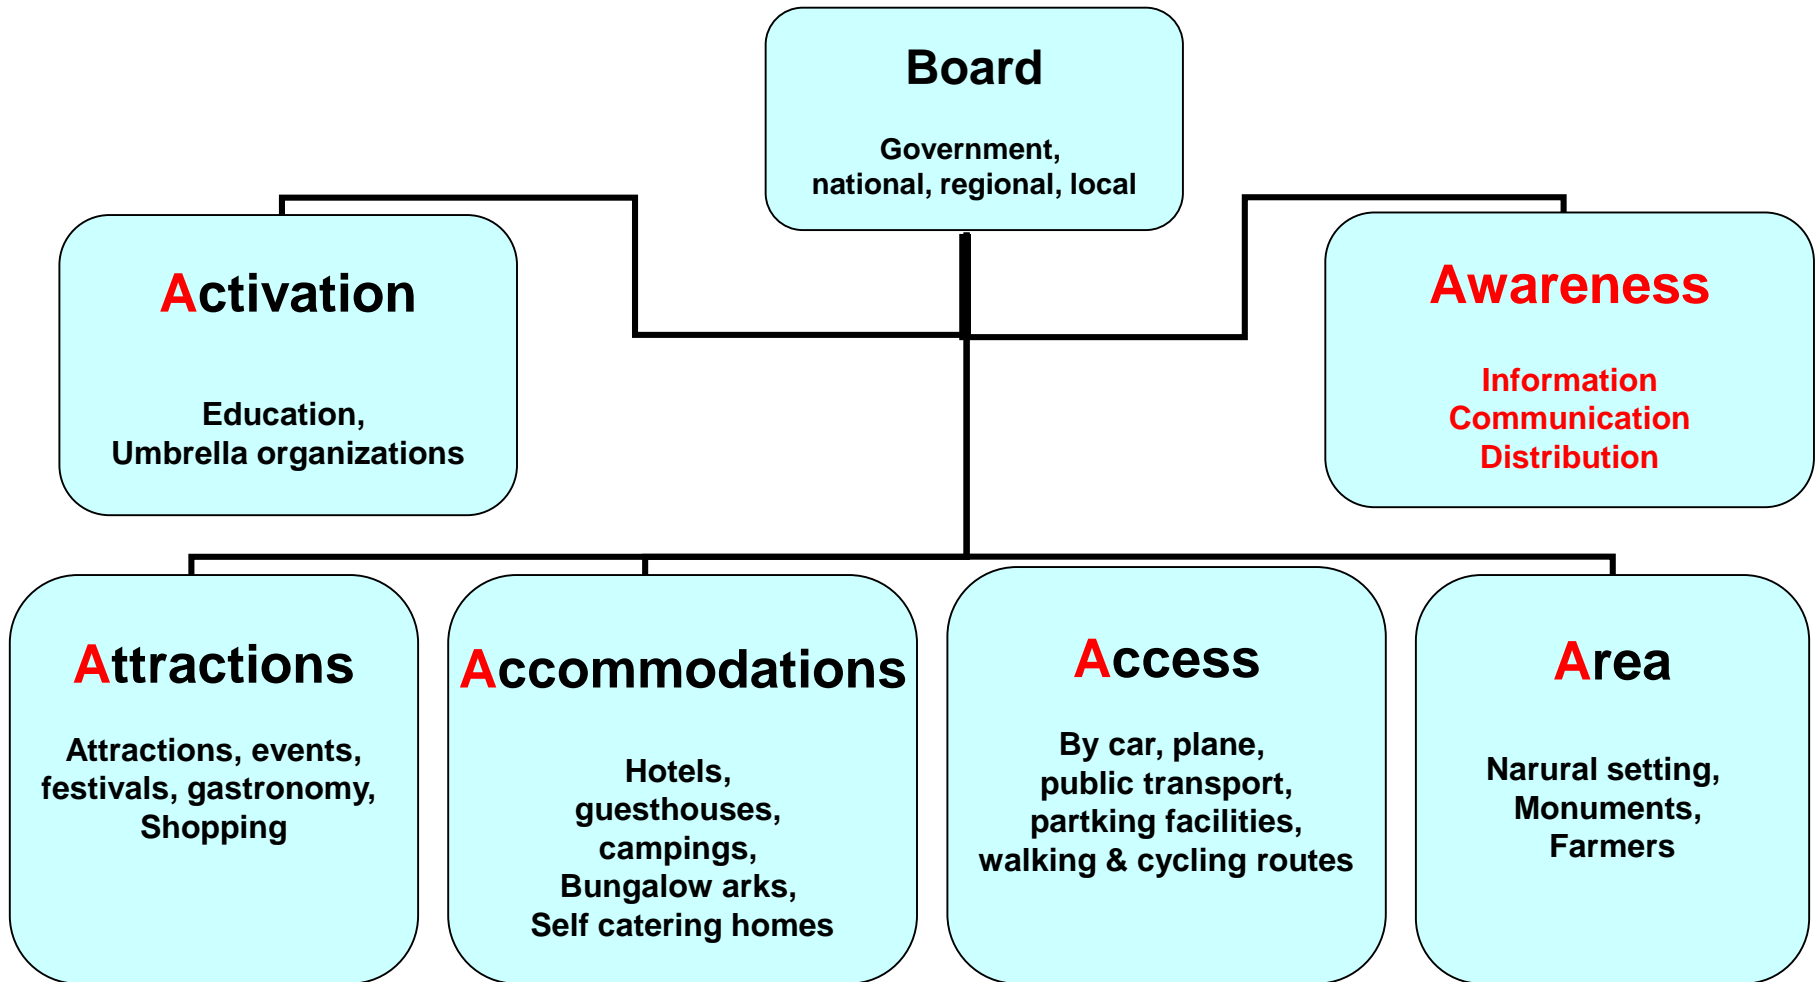 Board
Government,
national, regional, local
Activation
Education,
Umbrella organizations
Awareness
Information
Communication
Distribution
Attractions
Attractions, events,
festivals, gastronomy,
Shopping
Accommodations
Hotels,
guesthouses,
campings,
Bungalow arks,
Self catering homes
Access
By car, plane,
public transport,
partking facilities,
walking & cycling routes
Area
Narural setting,
Monuments,
Farmers